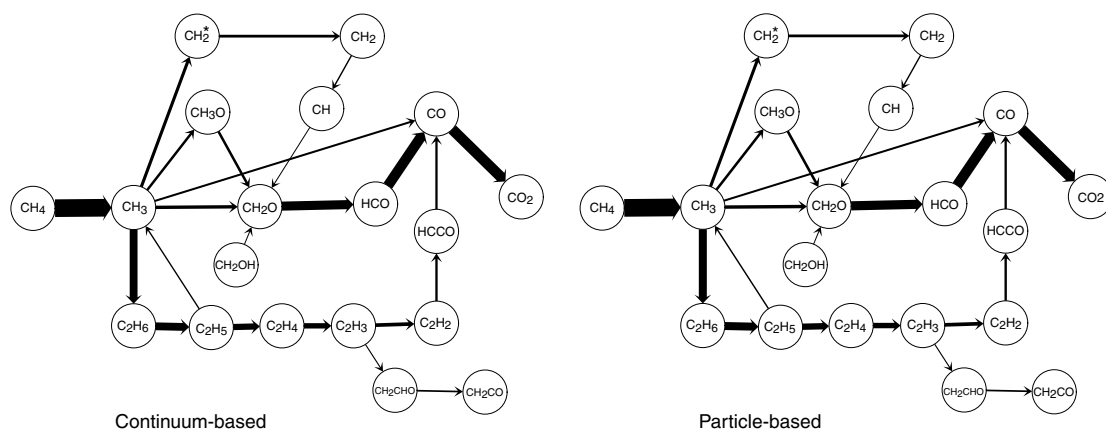 CH2* CH2
CH3O CH CO
CH4 CH3 CH2O HCO CO2
CH2OH HCCO
C2H6 C2H5 C2H4 C2H3 C2H2
CH2CHO CH2CO
Continuum-based
CH2* CH2
CH3O CH CO
CH4 CH3 CH2O HCO CO2
CH2OH HCCO
C2H6 C2H5 C2H4 C2H3 C2H2
CH2CHO CH2CO
Particle-based